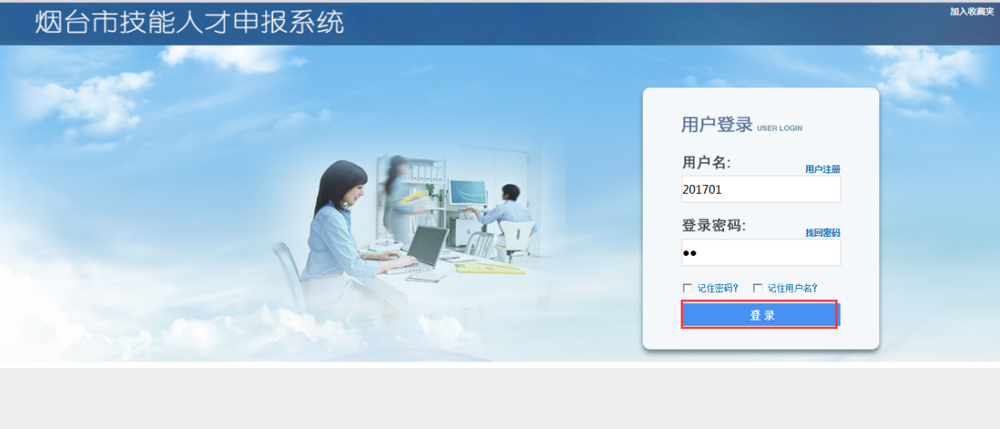 烟台市技能人才申报系统
加入收藏夹
用户登录 USER LOGIN
用户名:
用户注册
201701
登录密码:
找回密码
●●
记住密码? 记住用户名?
登 录